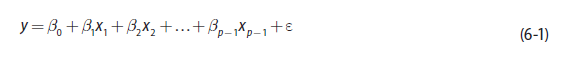 y = β₀ + β₁x₁ + β₂x₂ + ... + βₚ₋₁xₚ₋₁ + ε (6-1)